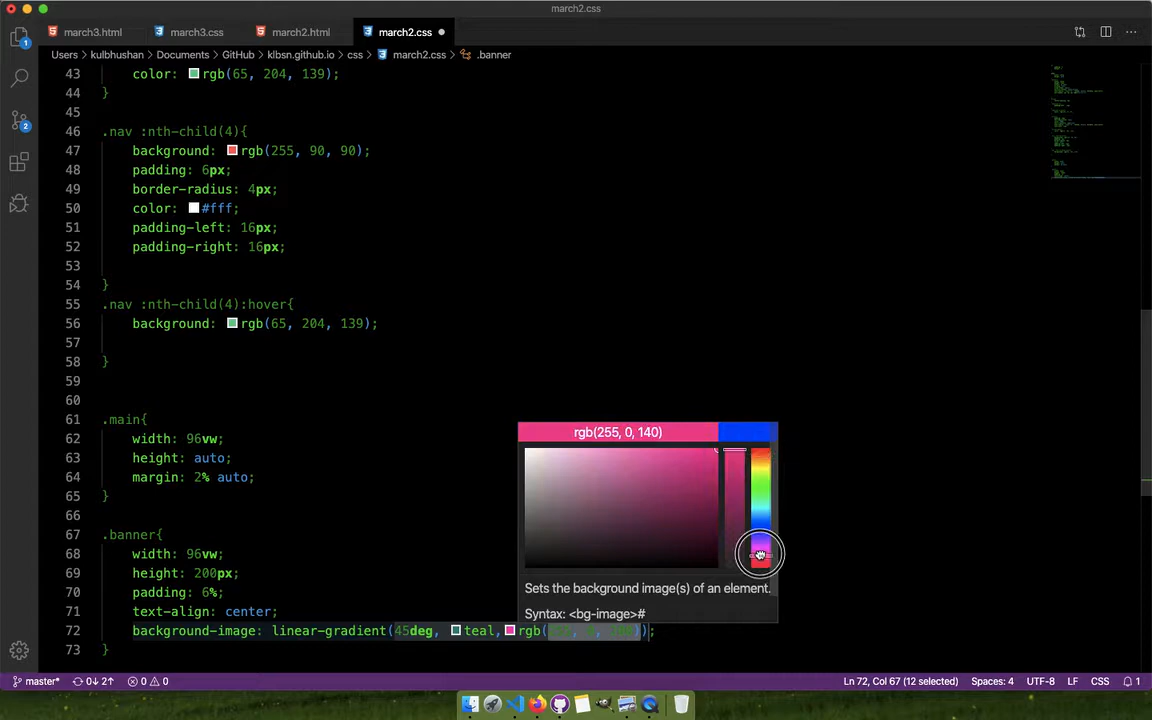 march2.css
march3.html
march3.css
march2.html
march2.css
Users > kulbhushan > Documents > GitHub > klbsn.github.io > css > march2.css > .banner
43 color: rgb(65, 204, 139);
44 }
45
46 .nav :nth-child(4){
47 background: rgb(255, 90, 90);
48 padding: 6px;
49 border-radius: 4px;
50 color: #fff;
51 padding-left: 16px;
52 padding-right: 16px;
53
54 }
55 .nav :nth-child(4):hover{
56 background: rgb(65, 204, 139);
57
58 }
59
60
61 .main{
62 width: 96vw;
63 height: auto;
64 margin: 2% auto;
65 }
66
67 .banner{
68 width: 96vw;
69 height: 200px;
70 padding: 6%;
71 text-align: center;
72 background-image: linear-gradient(45deg, teal,rgb(255, 0, 140));
73 }
rgb(255, 0, 140)
Sets the background image(s) of an element.
Syntax: <bg-image>#
1
2
master* 0↓ 2↑ 0 0 Ln 72, Col 67 (12 selected) Spaces: 4 UTF-8 LF CSS 1